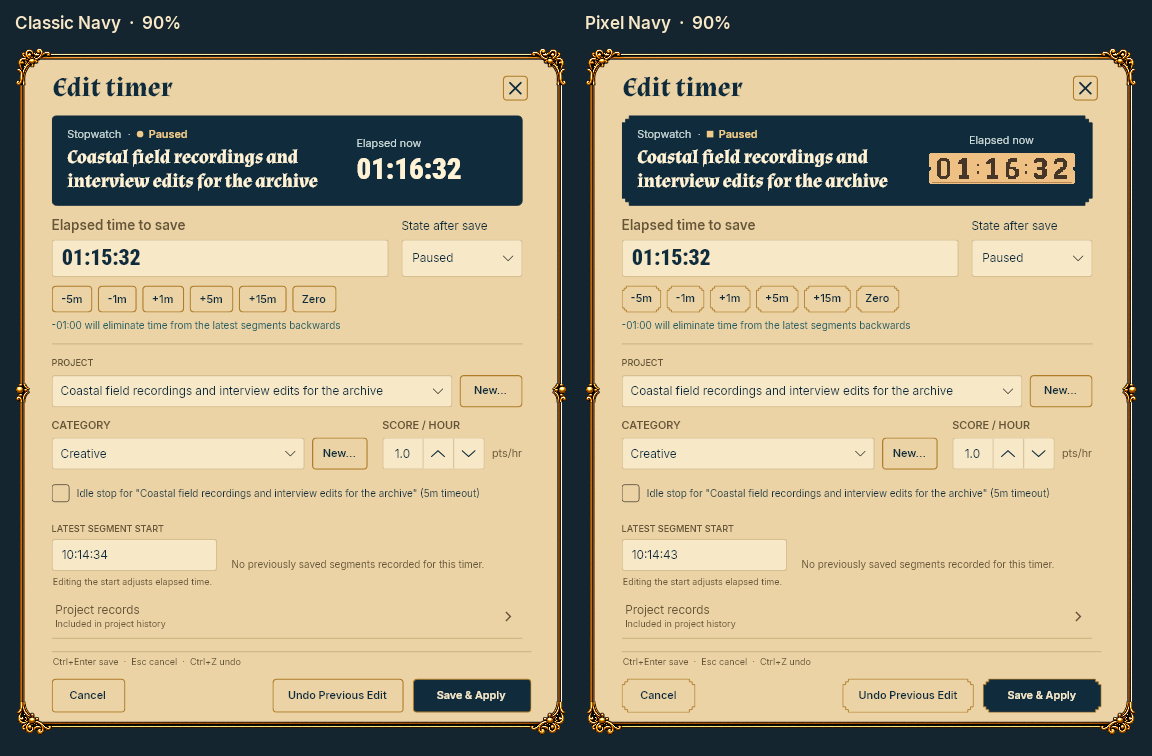 Classic Navy · 90%
Edit timer
Stopwatch · Paused
Coastal field recordings and
interview edits for the archive
Elapsed now
01:16:32
Elapsed time to save
State after save
01:15:32
Paused
-5m -1m +1m +5m +15m Zero
-01:00 will eliminate time from the latest segments backwards
PROJECT
Coastal field recordings and interview edits for the archive
New...
CATEGORY
SCORE / HOUR
Creative
New...
1.0
pts/hr
Idle stop for "Coastal field recordings and interview edits for the archive" (5m timeout)
LATEST SEGMENT START
10:14:34
No previously saved segments recorded for this timer.
Editing the start adjusts elapsed time.
Project records
Included in project history
Ctrl+Enter save · Esc cancel · Ctrl+Z undo
Cancel
Undo Previous Edit
Save & Apply
Pixel Navy · 90%
Edit timer
Stopwatch · Paused
Coastal field recordings and
interview edits for the archive
Elapsed now
01:16:32
Elapsed time to save
State after save
01:15:32
Paused
-5m -1m +1m +5m +15m Zero
-01:00 will eliminate time from the latest segments backwards
PROJECT
Coastal field recordings and interview edits for the archive
New...
CATEGORY
SCORE / HOUR
Creative
New...
1.0
pts/hr
Idle stop for "Coastal field recordings and interview edits for the archive" (5m timeout)
LATEST SEGMENT START
10:14:43
No previously saved segments recorded for this timer.
Editing the start adjusts elapsed time.
Project records
Included in project history
Ctrl+Enter save · Esc cancel · Ctrl+Z undo
Cancel
Undo Previous Edit
Save & Apply